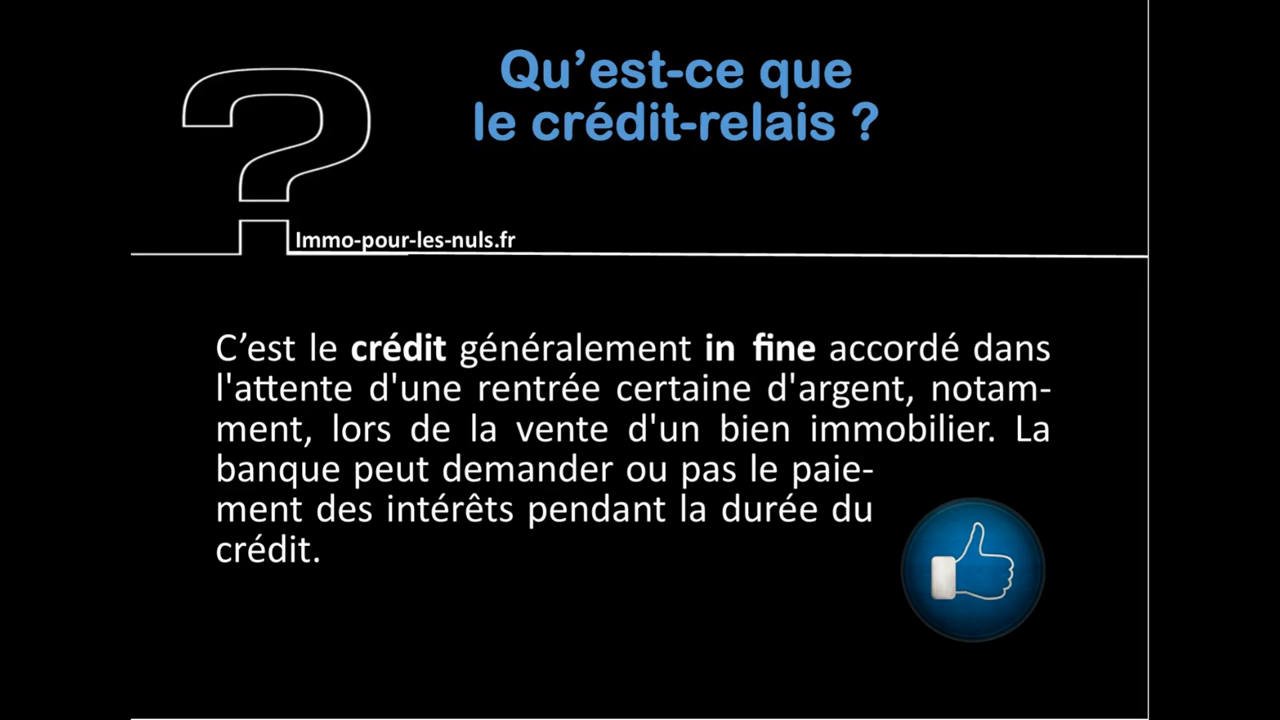 Qu’est-ce que
le crédit-relais ?
Immo-pour-les-nuls.fr
C’est le crédit généralement in fine accordé dans
l'attente d'une rentrée certaine d'argent, notam-
ment, lors de la vente d'un bien immobilier. La
banque peut demander ou pas le paie-
ment des intérêts pendant la durée du
crédit.